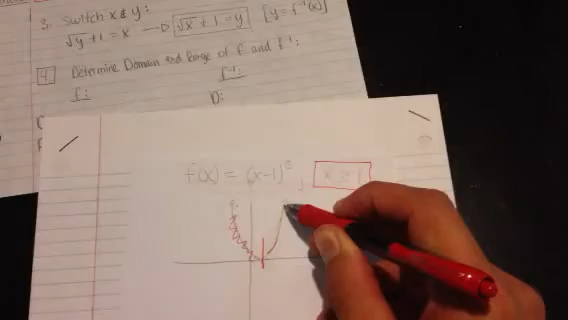 3. Switch x & y:
√y + 1 = x → √x + 1 = y [y = f⁻¹(x)]
4. Determine Domain and Range of f and f⁻¹:
f: f⁻¹:
D:
f(x) = (x-1)², x ≥ 1